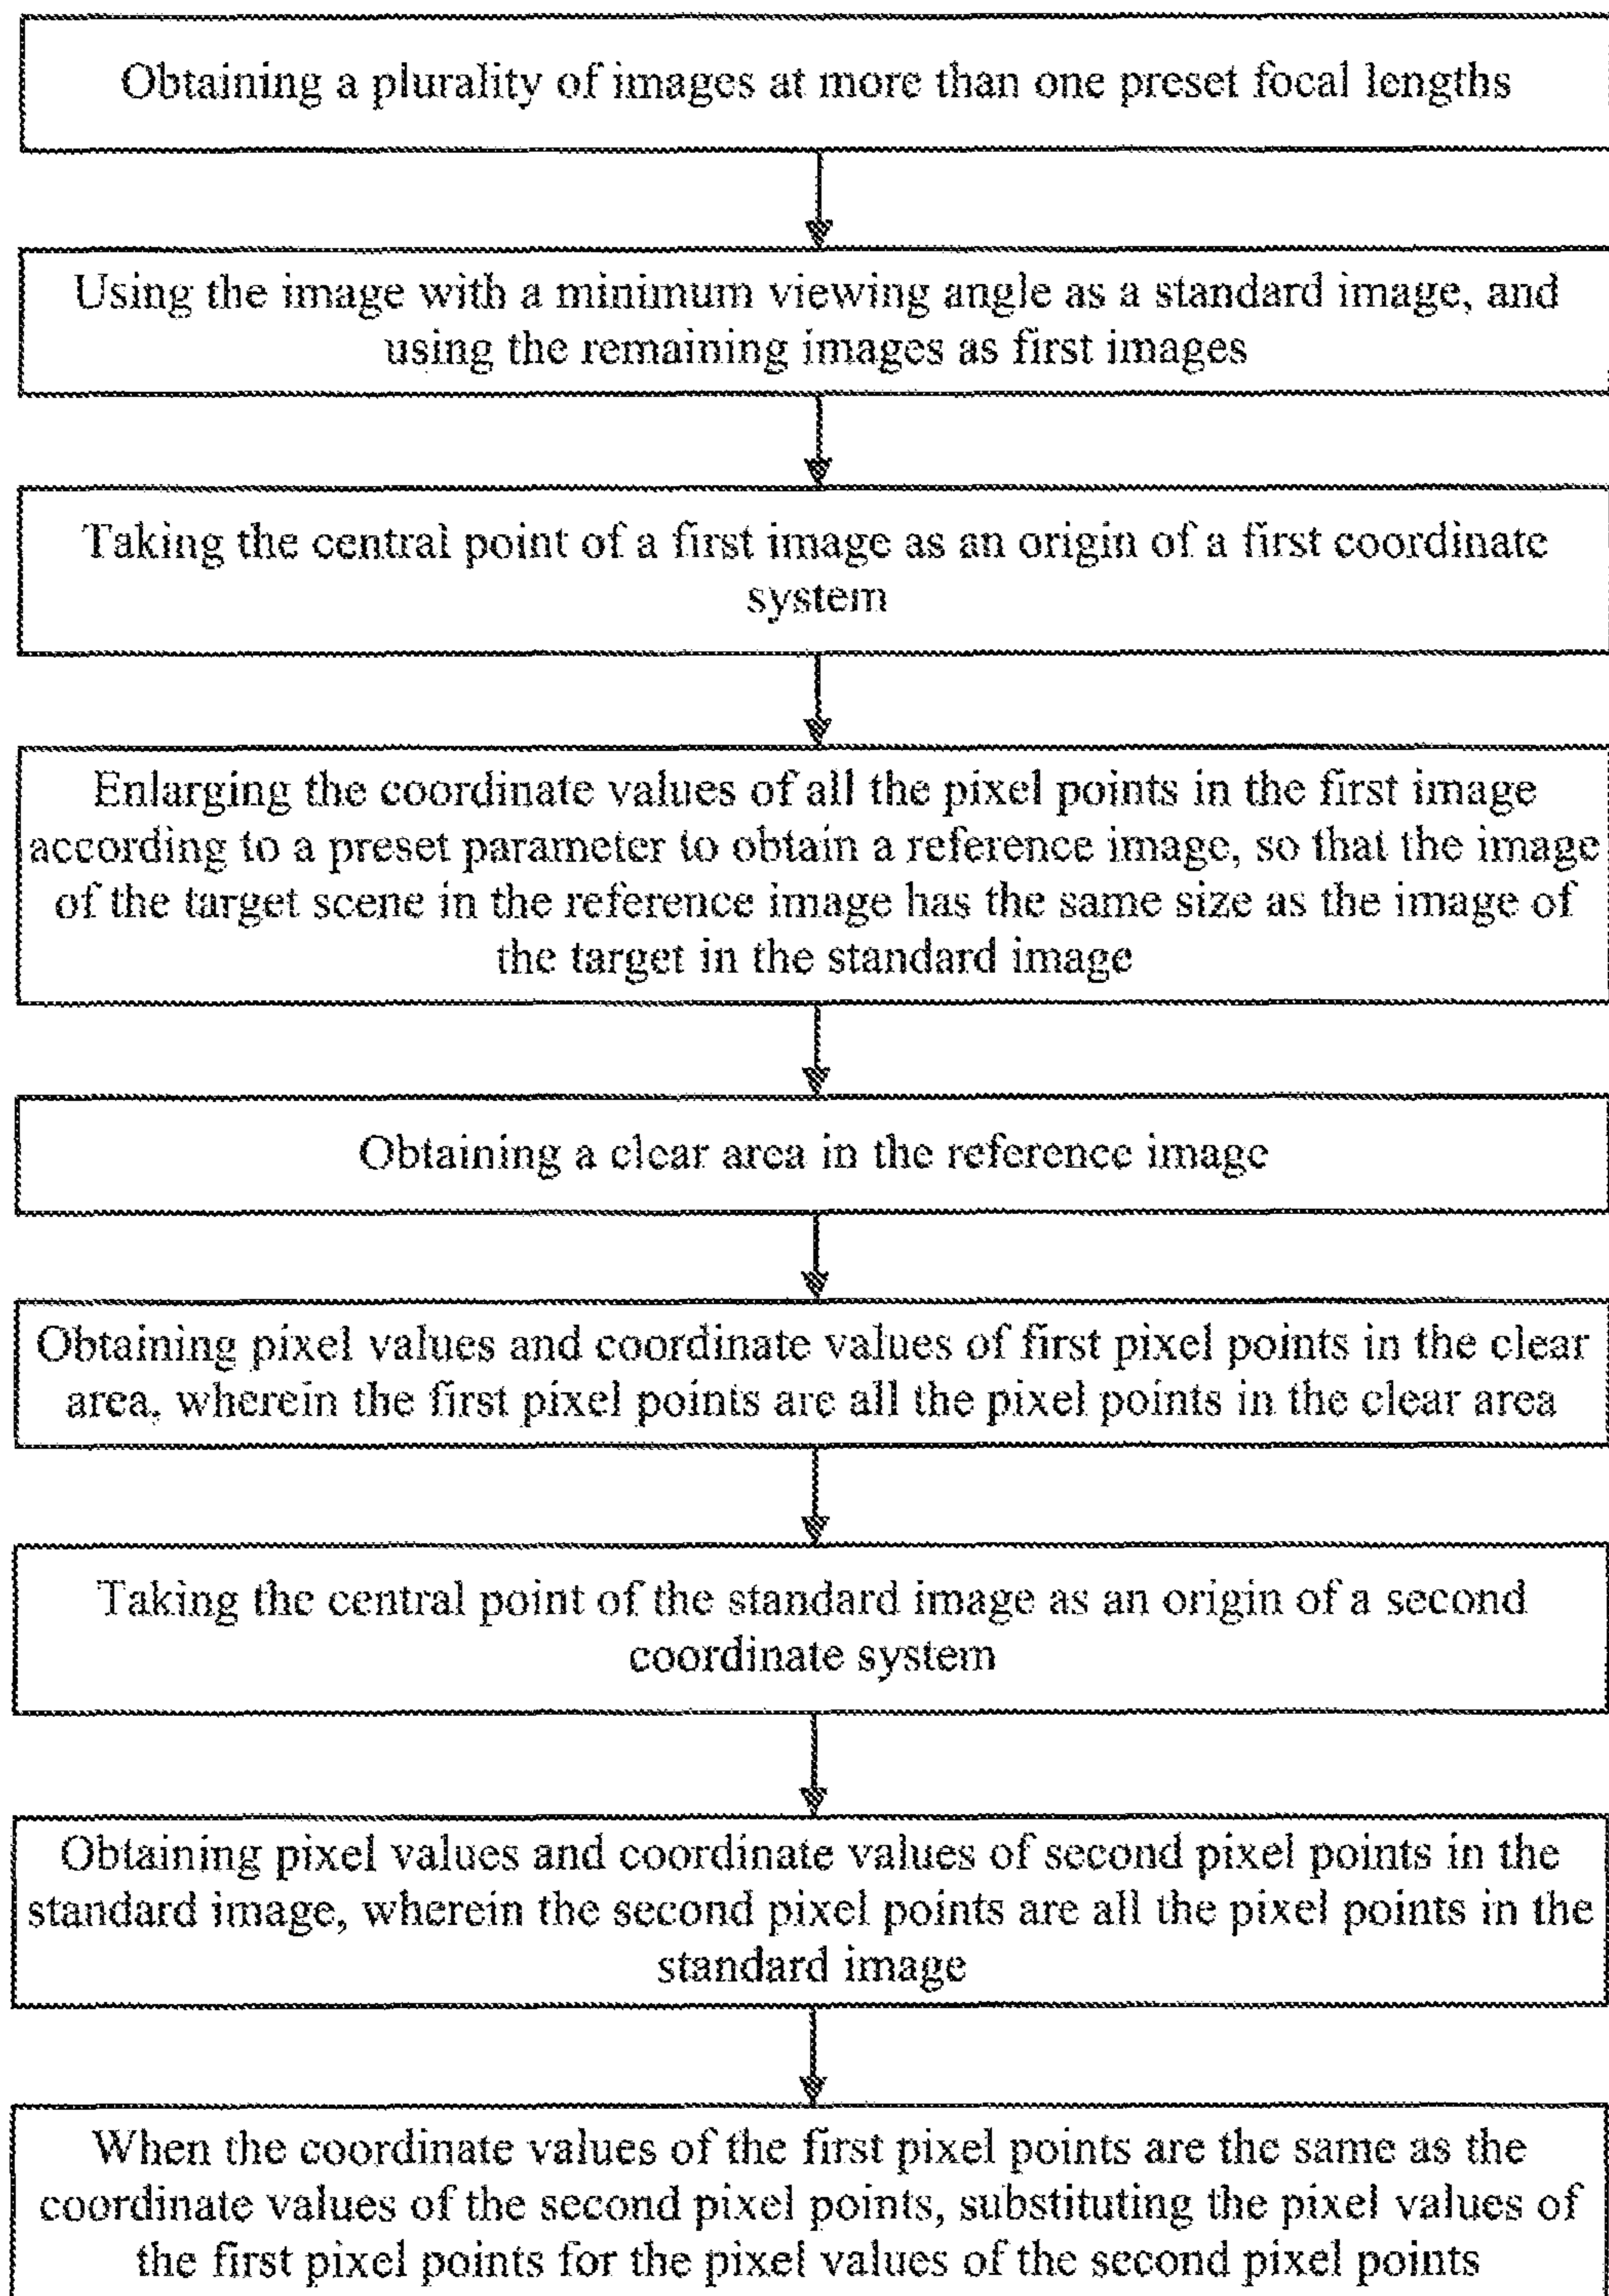 Obtaining a plurality of images at more than one preset focal lengths
Using the image with a minimum viewing angle as a standard image, and
using the remaining images as first images
Taking the central point of a first image as an origin of a first coordinate
system
Enlarging the coordinate values of all the pixel points in the first image
according to a preset parameter to obtain a reference image, so that the image
of the target scene in the reference image has the same size as the image of
the target in the standard image
Obtaining a clear area in the reference image
Obtaining pixel values and coordinate values of first pixel points in the clear
area, wherein the first pixel points are all the pixel points in the clear area
Taking the central point of the standard image as an origin of a second
coordinate system
Obtaining pixel values and coordinate values of second pixel points in the
standard image, wherein the second pixel points are all the pixel points in the
standard image
When the coordinate values of the first pixel points are the same as the
coordinate values of the second pixel points, substituting the pixel values of
the first pixel points for the pixel values of the second pixel points